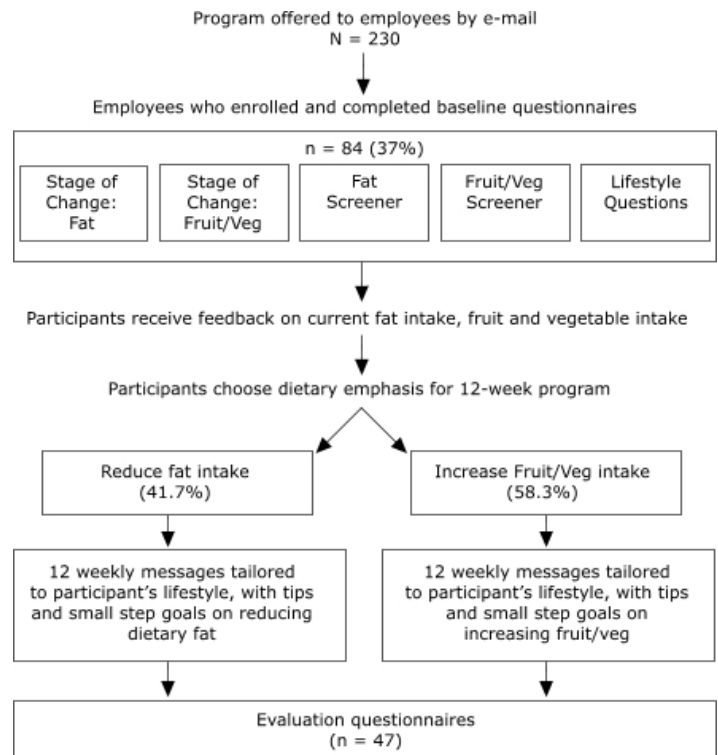 Program offered to employees by e-mail
N = 230
Employees who enrolled and completed baseline questionnaires
n = 84 (37%)
Stage of
Change:
Fat
Stage of
Change:
Fruit/Veg
Fat
Screener
Fruit/Veg
Screener
Lifestyle
Questions
Participants receive feedback on current fat intake, fruit and vegetable intake
Participants choose dietary emphasis for 12-week program
Reduce fat intake
(41.7%)
Increase Fruit/Veg intake
(58.3%)
12 weekly messages tailored
to participant’s lifestyle, with tips
and small step goals on reducing
dietary fat
12 weekly messages tailored
to participant’s lifestyle, with tips
and small step goals on
increasing fruit/veg
Evaluation questionnaires
(n = 47)